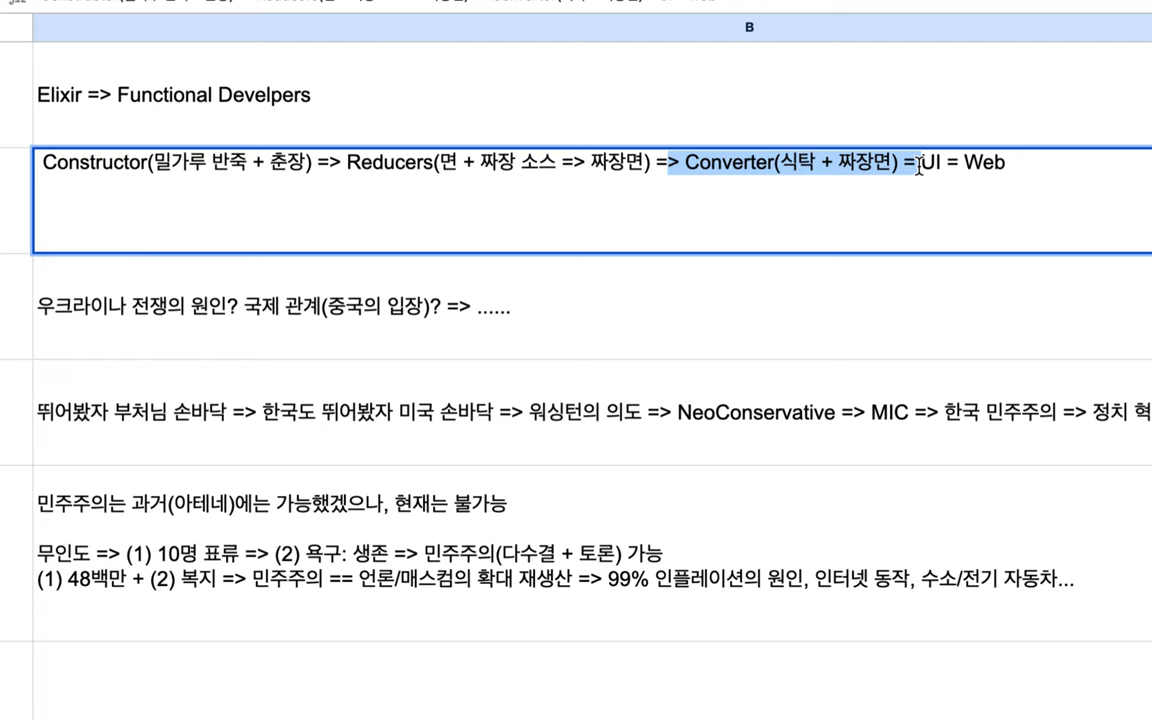 B
Elixir => Functional Develpers
Constructor(밀가루 반죽 + 춘장) => Reducers(면 + 짜장 소스 => 짜장면) => Converter(식탁 + 짜장면) = UI = Web
우크라이나 전쟁의 원인? 국제 관계(중국의 입장)? => ......
뛰어봤자 부처님 손바닥 => 한국도 뛰어봤자 미국 손바닥 => 워싱턴의 의도 => NeoConservative => MIC => 한국 민주주의 => 정치 혁
민주주의는 과거(아테네)에는 가능했겠으나, 현재는 불가능
무인도 => (1) 10명 표류 => (2) 욕구: 생존 => 민주주의(다수결 + 토론) 가능
(1) 48백만 + (2) 복지 => 민주주의 == 언론/매스컴의 확대 재생산 => 99% 인플레이션의 원인, 인터넷 동작, 수소/전기 자동차...